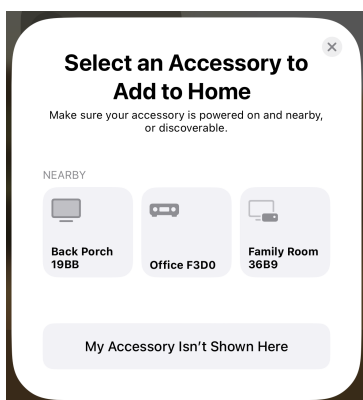 Select an Accessory to
Add to Home
Make sure your accessory is powered on and nearby,
or discoverable.
NEARBY
Back Porch
19BB
Office F3D0
Family Room
36B9
My Accessory Isn’t Shown Here